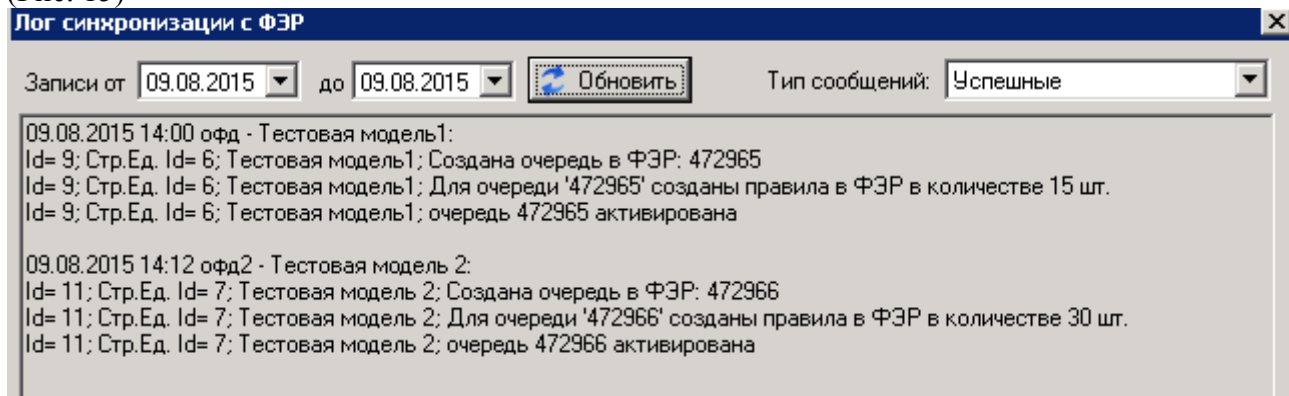 Лог синхронизации с ФЭР
Записи от 09.08.2015 до 09.08.2015 Обновить Тип сообщений: Успешные
09.08.2015 14:00 офд - Тестовая модель1:
Id= 9; Стр.Ед. Id= 6; Тестовая модель1; Создана очередь в ФЭР: 472965
Id= 9; Стр.Ед. Id= 6; Тестовая модель1; Для очереди '472965' созданы правила в ФЭР в количестве 15 шт.
Id= 9; Стр.Ед. Id= 6; Тестовая модель1; очередь 472965 активирована
09.08.2015 14:12 офд2 - Тестовая модель 2:
Id= 11; Стр.Ед. Id= 7; Тестовая модель 2; Создана очередь в ФЭР: 472966
Id= 11; Стр.Ед. Id= 7; Тестовая модель 2; Для очереди '472966' созданы правила в ФЭР в количестве 30 шт.
Id= 11; Стр.Ед. Id= 7; Тестовая модель 2; очередь 472966 активирована